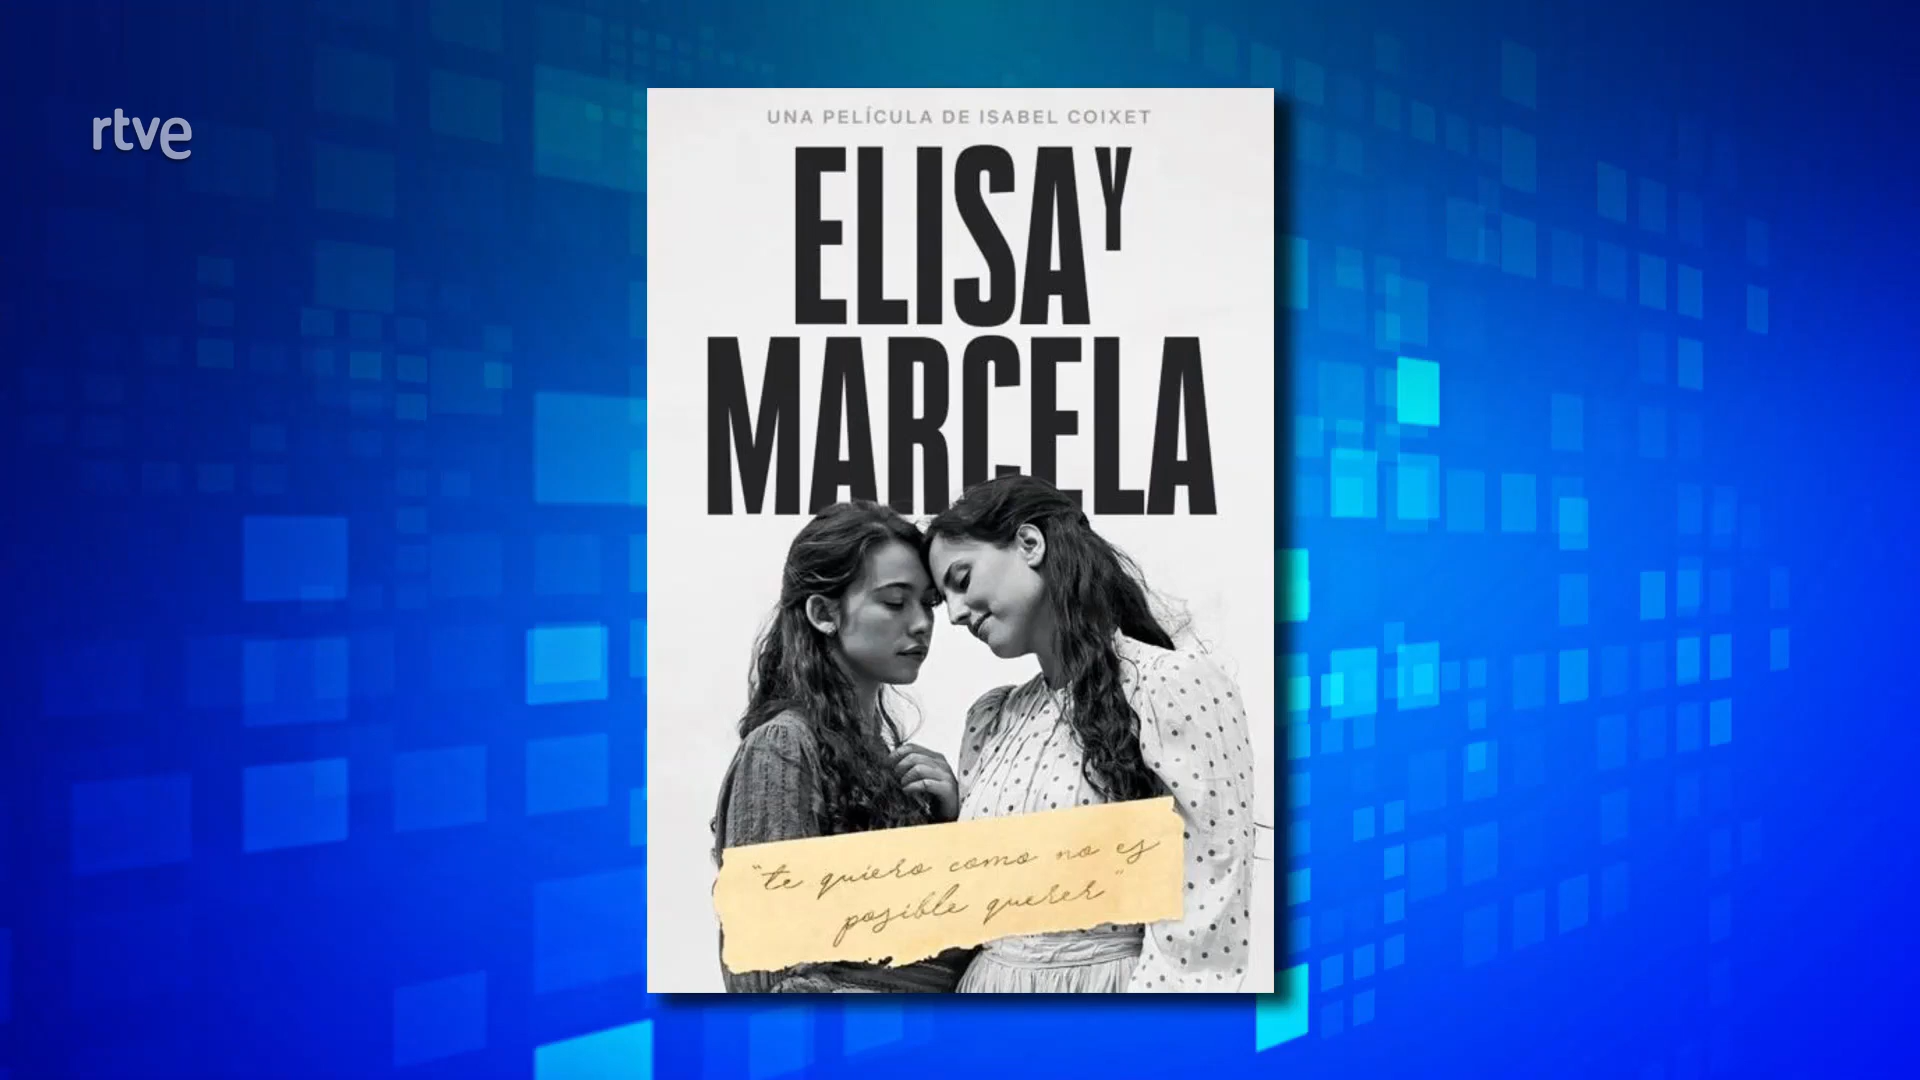 rtve
UNA PELÍCULA DE ISABEL COIXET
ELISA Y
MARCELA
"te quiero como no es
posible querer"